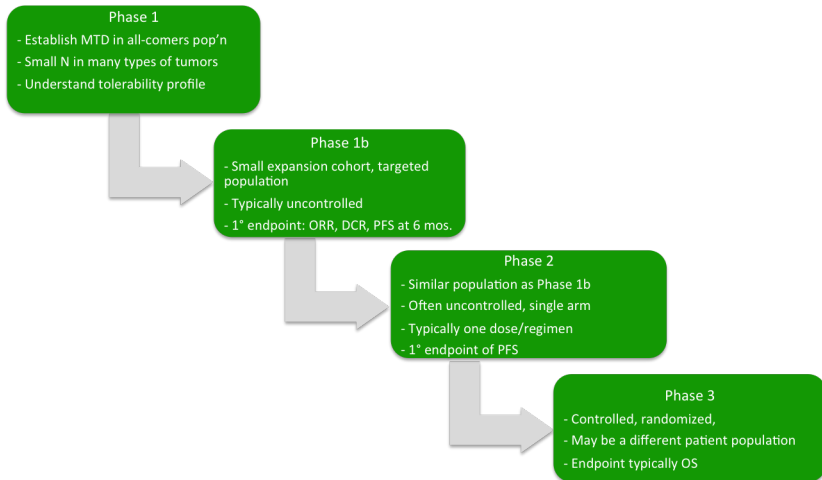 Phase 1
- Establish MTD in all-comers pop’n
- Small N in many types of tumors
- Understand tolerability profile
Phase 1b
- Small expansion cohort, targeted
population
- Typically uncontrolled
- 1° endpoint: ORR, DCR, PFS at 6 mos.
Phase 2
- Similar population as Phase 1b
- Often uncontrolled, single arm
- Typically one dose/regimen
- 1° endpoint of PFS
Phase 3
- Controlled, randomized,
- May be a different patient population
- Endpoint typically OS